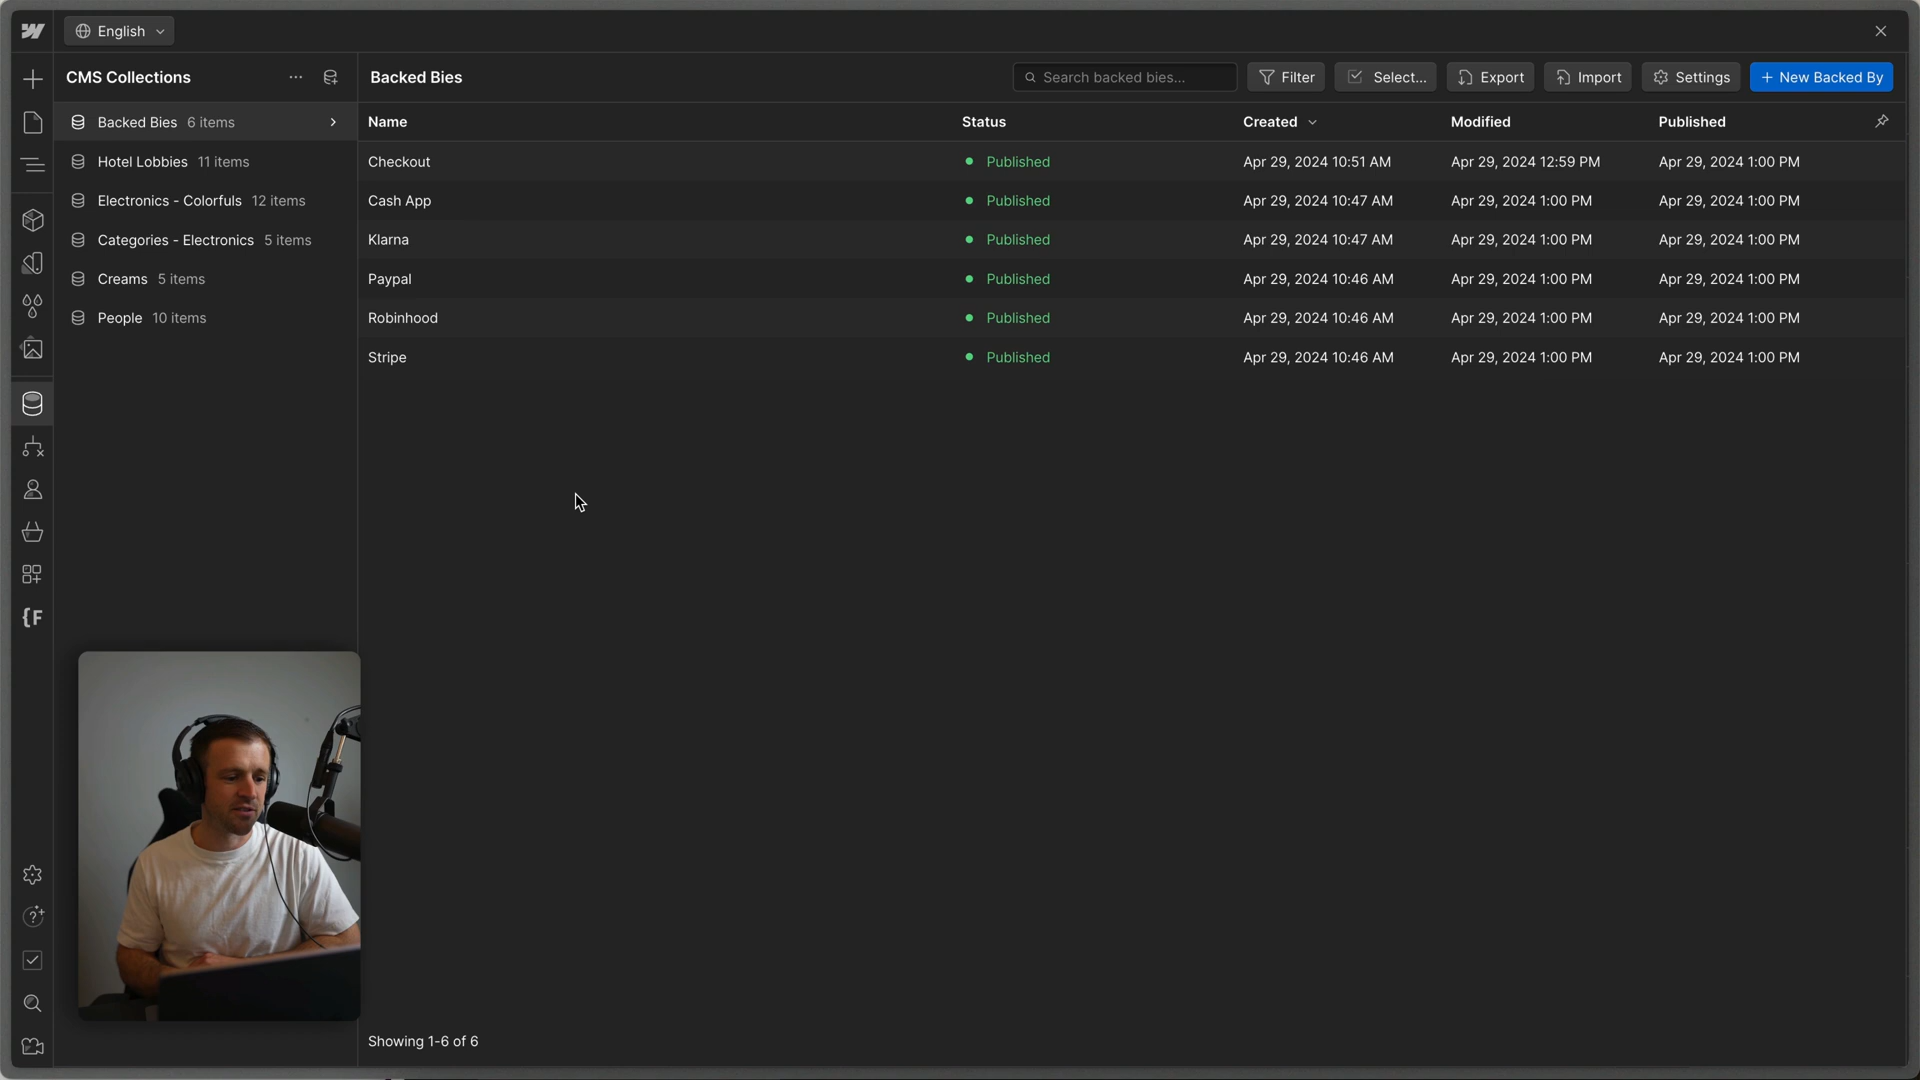 English
CMS Collections
Backed Bies 6 items
Hotel Lobbies 11 items
Electronics - Colorfuls 12 items
Categories - Electronics 5 items
Creams 5 items
People 10 items
{F
Backed Bies
Search backed bies...
Filter
Select...
Export
Import
Settings
+ New Backed By
Name Status Created Modified Published
Checkout Published Apr 29, 2024 10:51 AM Apr 29, 2024 12:59 PM Apr 29, 2024 1:00 PM
Cash App Published Apr 29, 2024 10:47 AM Apr 29, 2024 1:00 PM Apr 29, 2024 1:00 PM
Klarna Published Apr 29, 2024 10:47 AM Apr 29, 2024 1:00 PM Apr 29, 2024 1:00 PM
Paypal Published Apr 29, 2024 10:46 AM Apr 29, 2024 1:00 PM Apr 29, 2024 1:00 PM
Robinhood Published Apr 29, 2024 10:46 AM Apr 29, 2024 1:00 PM Apr 29, 2024 1:00 PM
Stripe Published Apr 29, 2024 10:46 AM Apr 29, 2024 1:00 PM Apr 29, 2024 1:00 PM
Showing 1-6 of 6